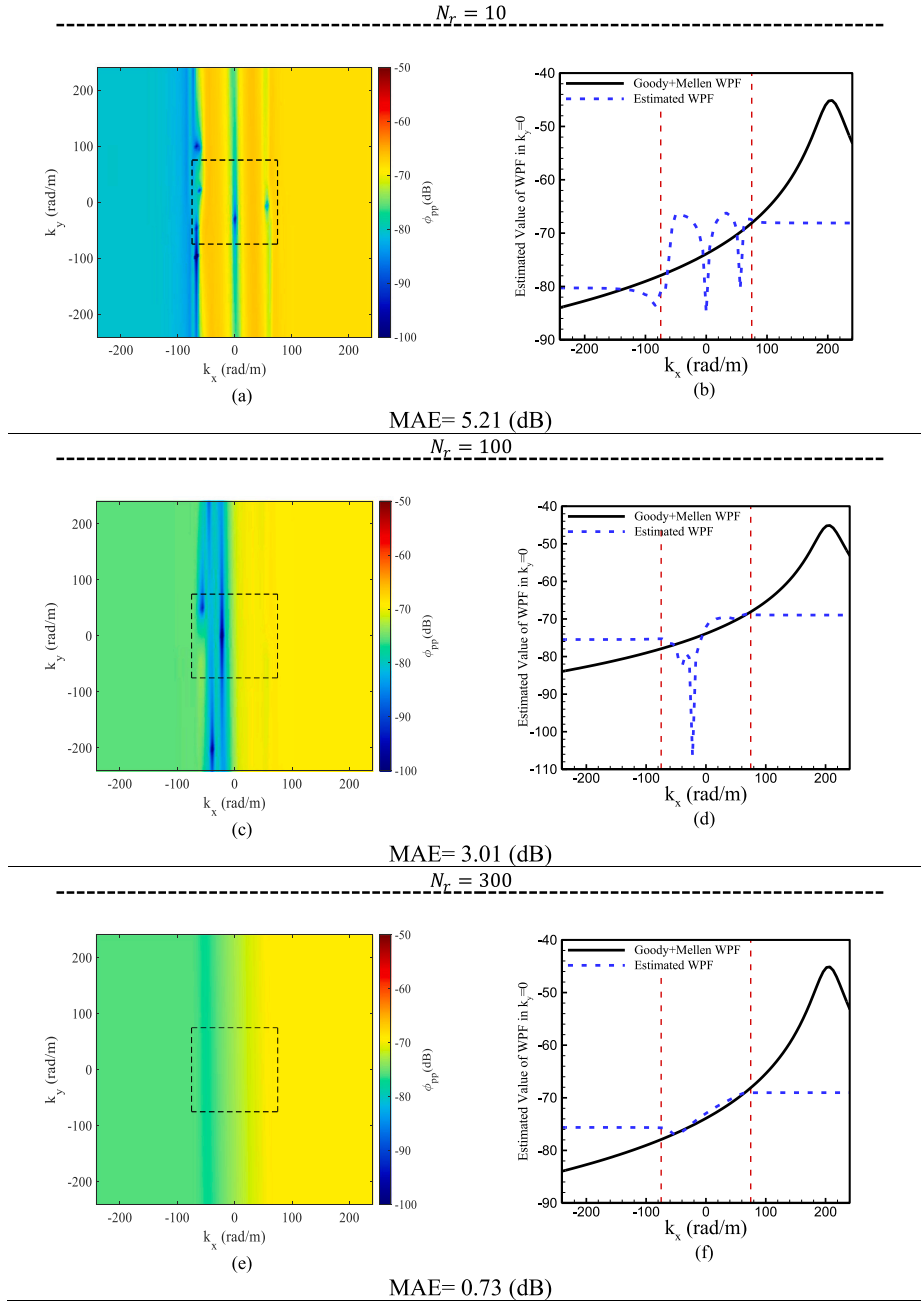 N_r = 10
200
100
0
-100
-200
k_y (rad/m)
-200 -100 0 100 200
k_x (rad/m)
(a)
-50
-60
-70
-80
-90
-100
ϕ_pp(dB)
-40
-50
-60
-70
-80
-90
Estimated Value of WPF in k_y=0
Goody+Mellen WPF
Estimated WPF
-200 -100 0 100 200
k_x (rad/m)
(b)
MAE= 5.21 (dB)
N_r = 100
200
100
0
-100
-200
k_y (rad/m)
-200 -100 0 100 200
k_x (rad/m)
(c)
-50
-60
-70
-80
-90
-100
ϕ_pp(dB)
-40
-50
-60
-70
-80
-90
-100
-110
Estimated Value of WPF in k_y=0
Goody+Mellen WPF
Estimated WPF
-200 -100 0 100 200
k_x (rad/m)
(d)
MAE= 3.01 (dB)
N_r = 300
200
100
0
-100
-200
k_y (rad/m)
-200 -100 0 100 200
k_x (rad/m)
(e)
-50
-60
-70
-80
-90
-100
ϕ_pp(dB)
-40
-50
-60
-70
-80
-90
Estimated Value of WPF in k_y=0
Goody+Mellen WPF
Estimated WPF
-200 -100 0 100 200
k_x (rad/m)
(f)
MAE= 0.73 (dB)